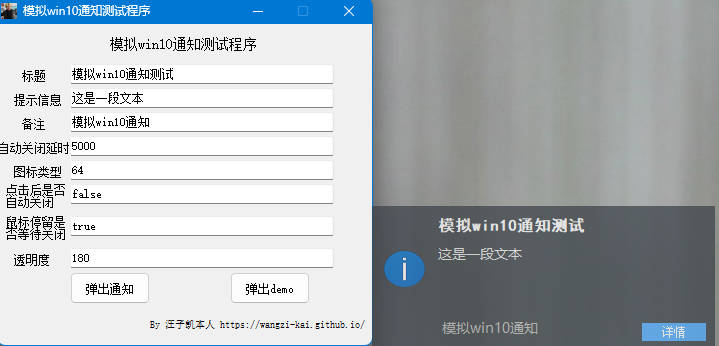 模拟win10通知测试程序
模拟win10通知测试程序
标题
模拟win10通知测试
提示信息
这是一段文本
备注
模拟win10通知
自动关闭延时
5000
图标类型
64
点击后是否
自动关闭
false
鼠标停留是
否等待关闭
true
透明度
180
弹出通知
弹出demo
By 汪子凯本人 https://wangzi-kai.github.io/
模拟win10通知测试
这是一段文本
模拟win10通知
详情